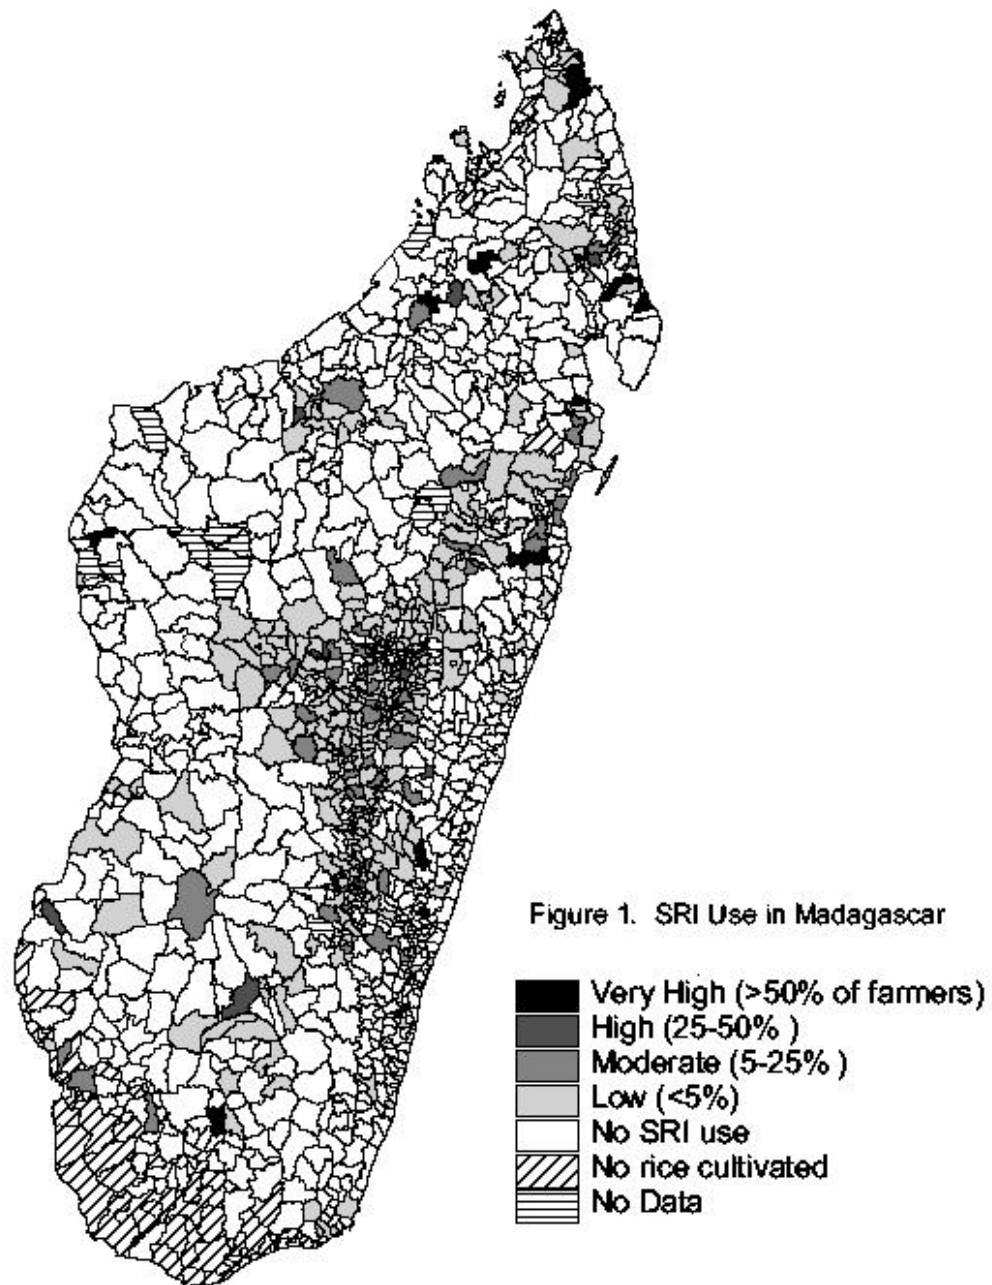 Figure 1. SRI Use in Madagascar
Very High (>50% of farmers)
High (25-50% )
Moderate (5-25% )
Low (<5%)
No SRI use
No rice cultivated
No Data